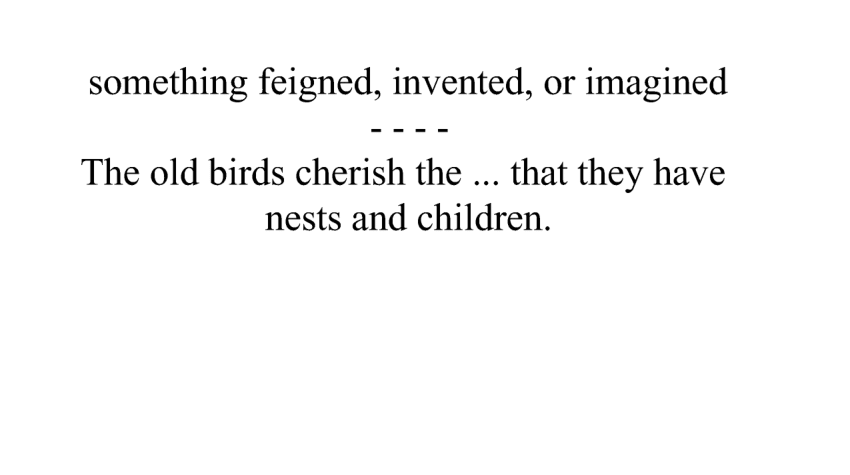 something feigned, invented, or imagined
- - - -
The old birds cherish the ... that they have
nests and children.